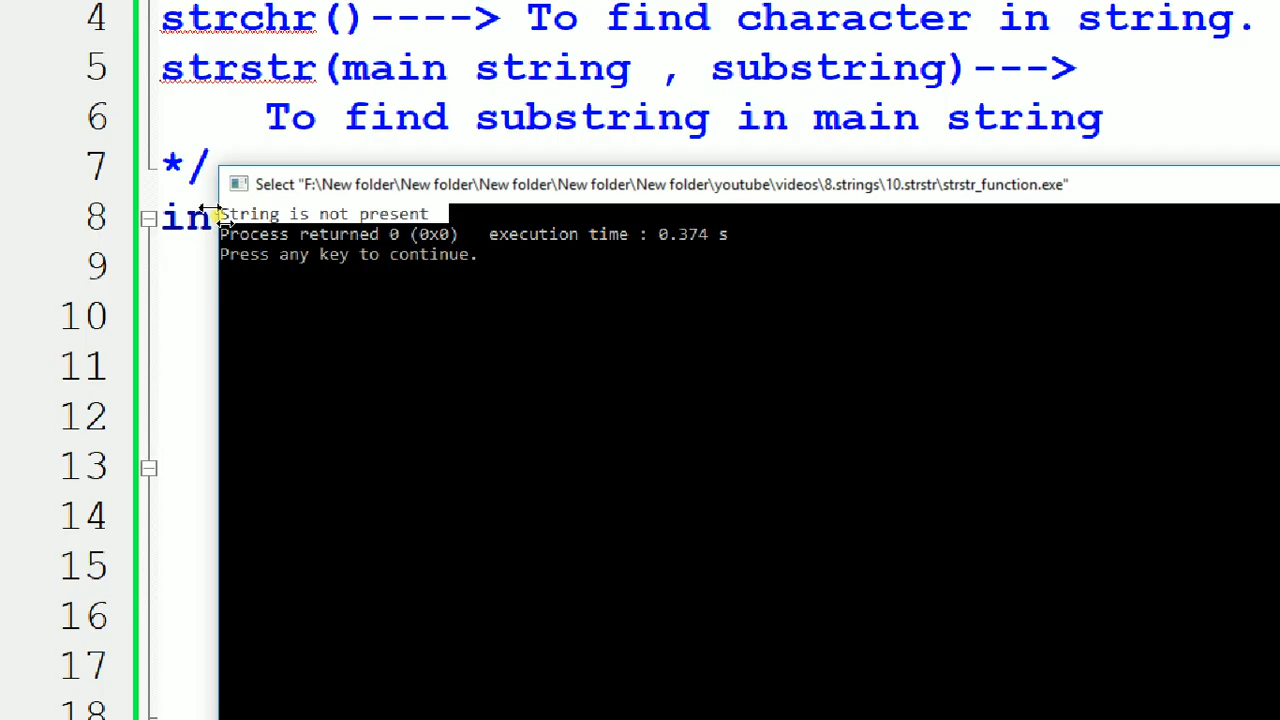 4 strchr()----> To find character in string.
5 strstr(main string , substring)--->
6 To find substring in main string
7 */
Select "F:\New folder\New folder\New folder\New folder\New folder\youtube\videos\8.strings\10.strstr\strstr_function.exe"
8 in
String is not present
Process returned 0 (0x0)   execution time : 0.374 s
Press any key to continue.
9
10
11
12
13
14
15
16
17
18